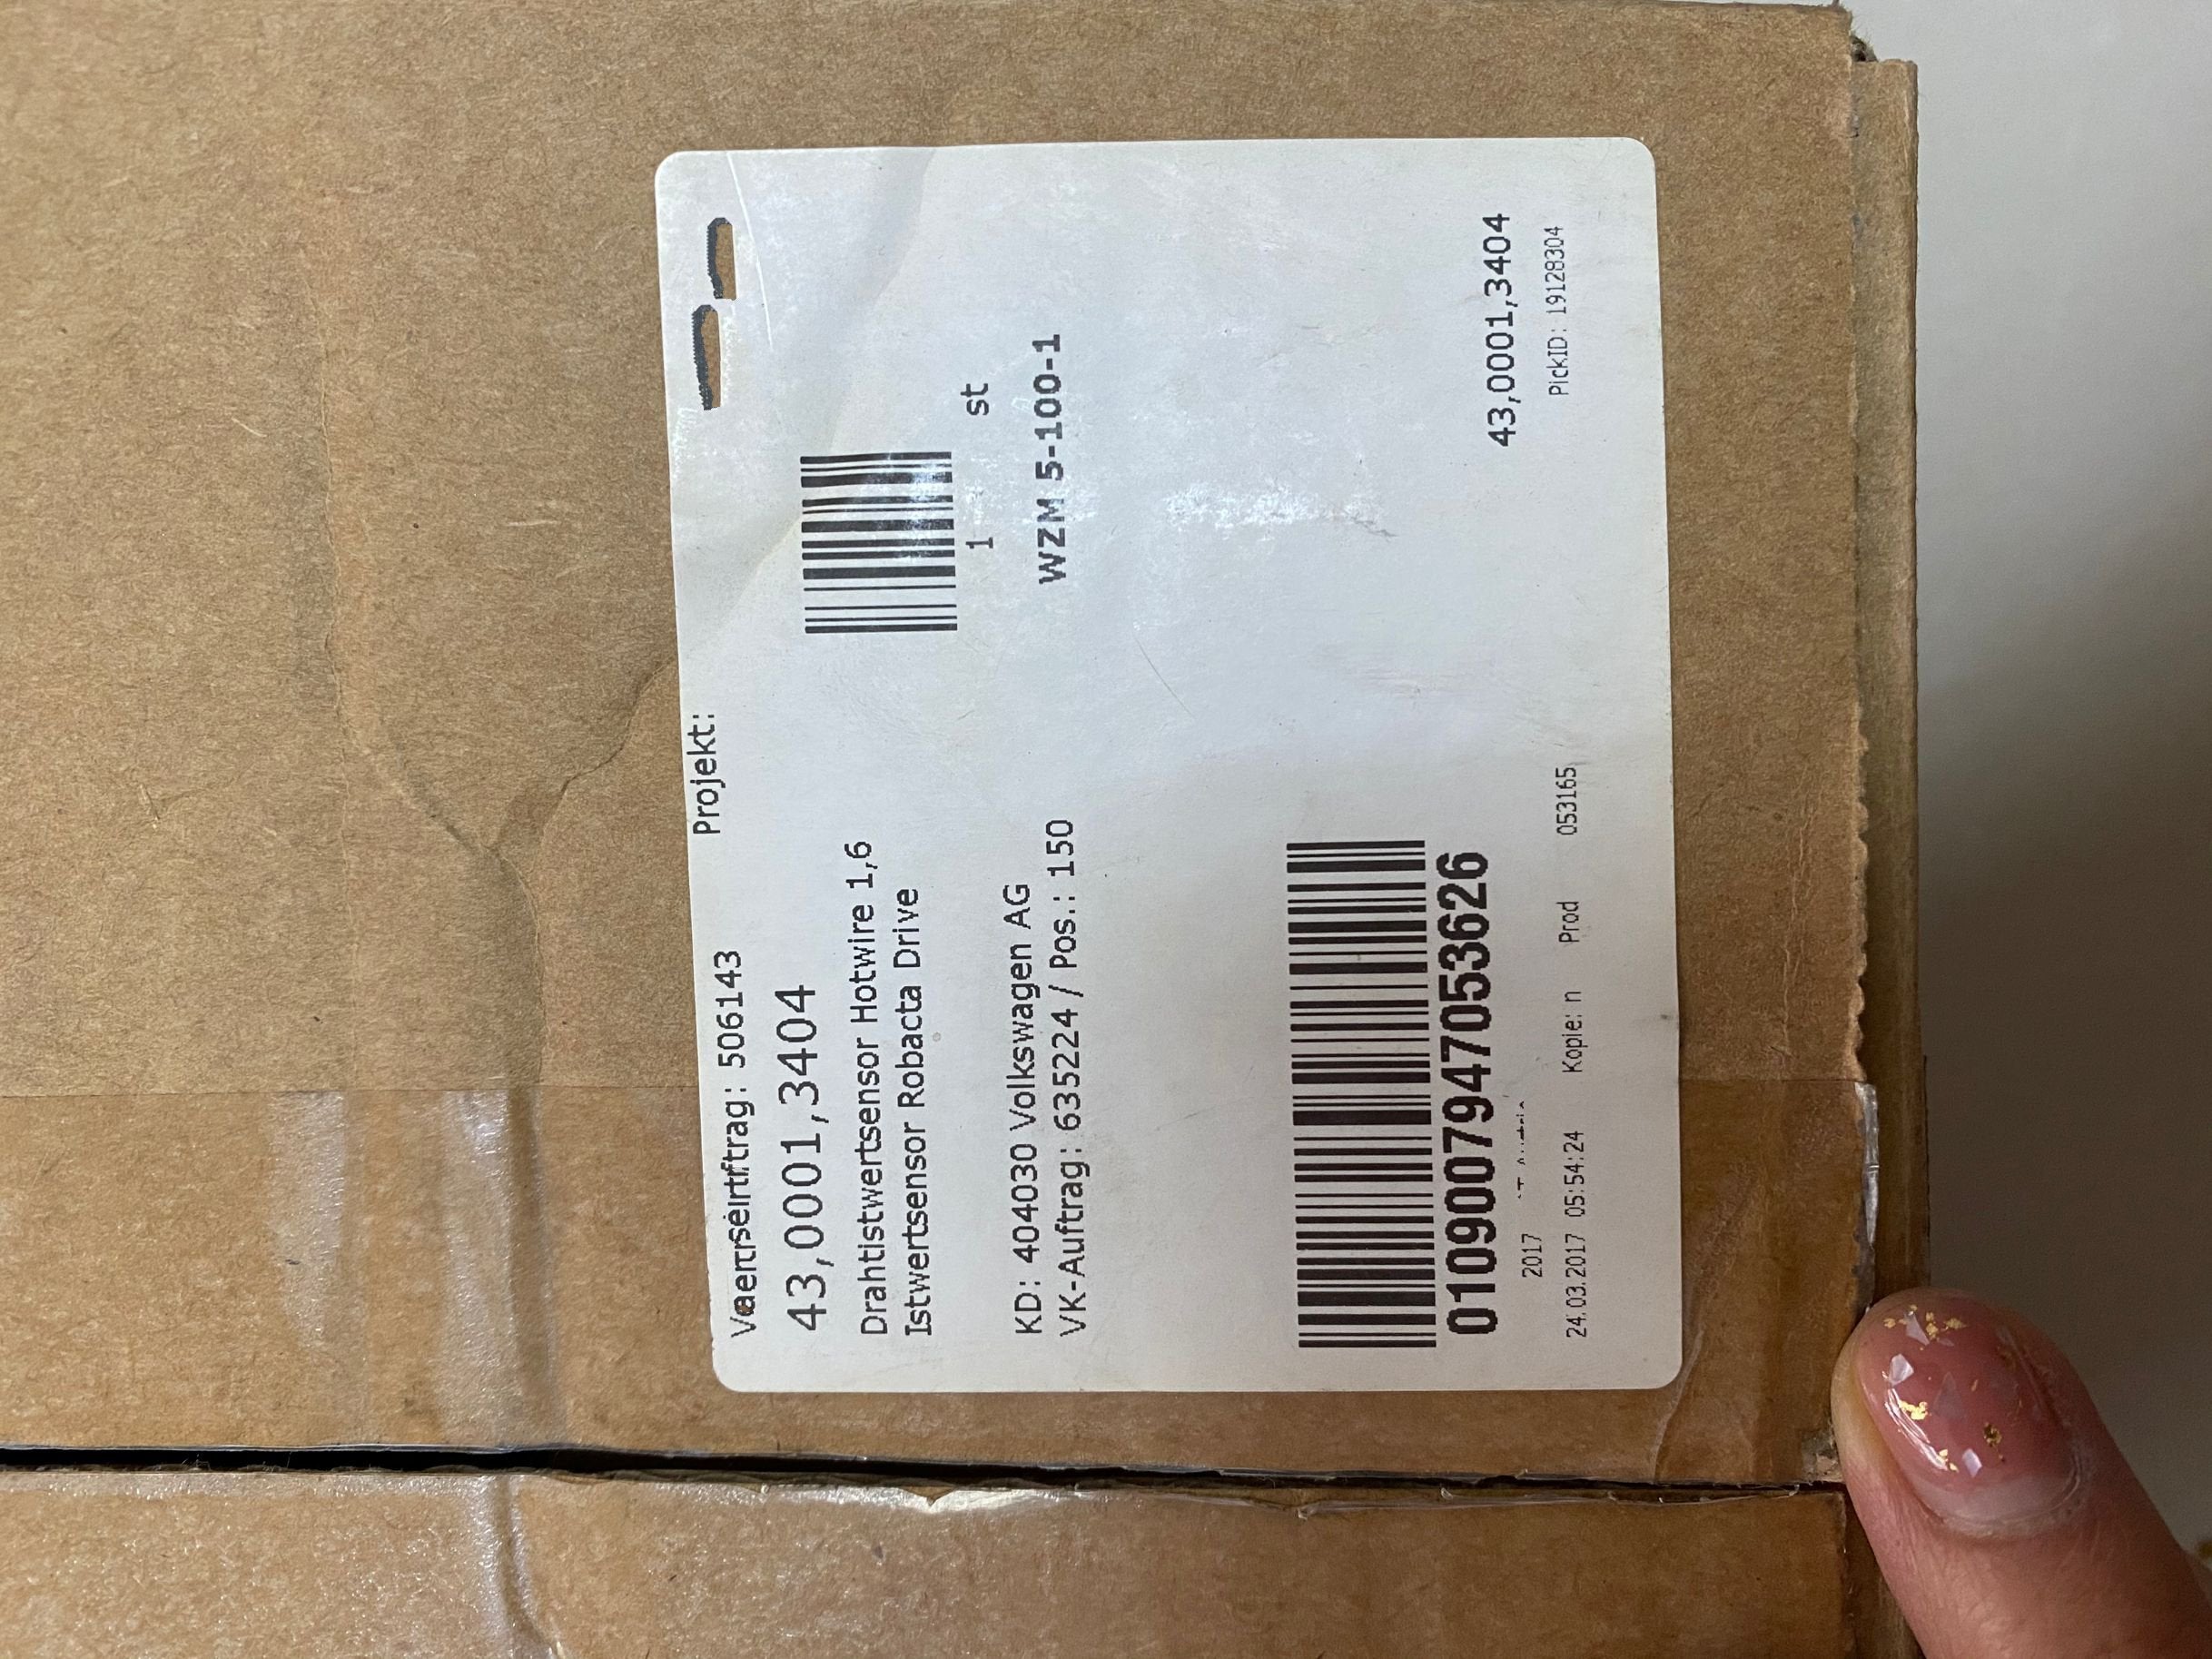 506143 Projekt:
43,0001,3404
Drahtistwertsensor Hotwire 1,6
Istwertsensor Robacta Drive
1 st
KD: 404030 Volkswagen AG
WZM 5-100-1
VK-Auftrag: 635224 / Pos.: 150
0109007947053626
43,0001,3404
2017
PickID: 19128304
24.03.2017 05:54:24 Kopie: n Prod 053165